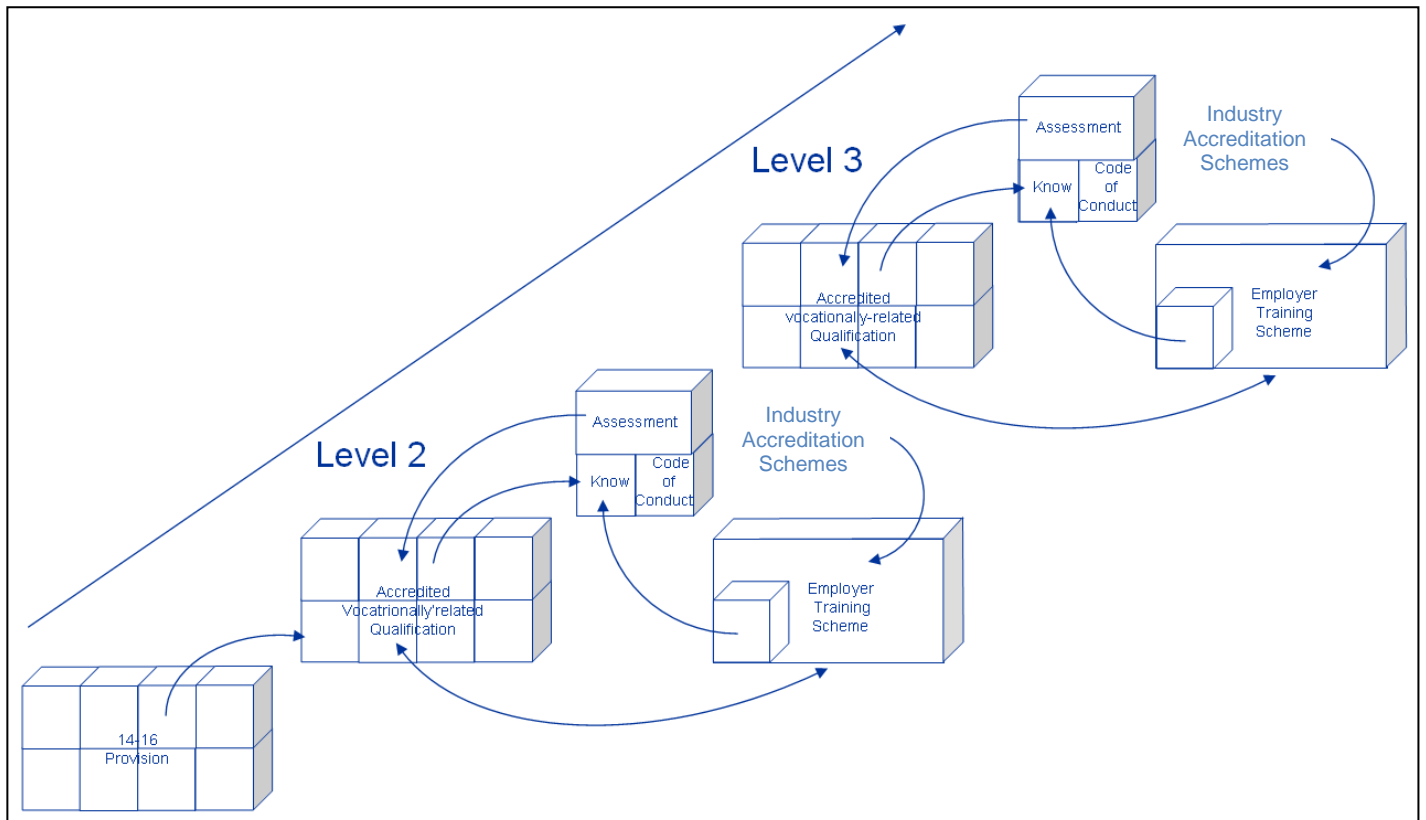 Level 3
Assessment
Know
Code
of
Conduct
Industry
Accreditation
Schemes
Accredited
vocationally-related
Qualification
Employer
Training
Scheme
Level 2
Assessment
Know
Code
of
Conduct
Industry
Accreditation
Schemes
Accredited
Vocatrionally'related
Qualification
Employer
Training
Scheme
14-16
Provision